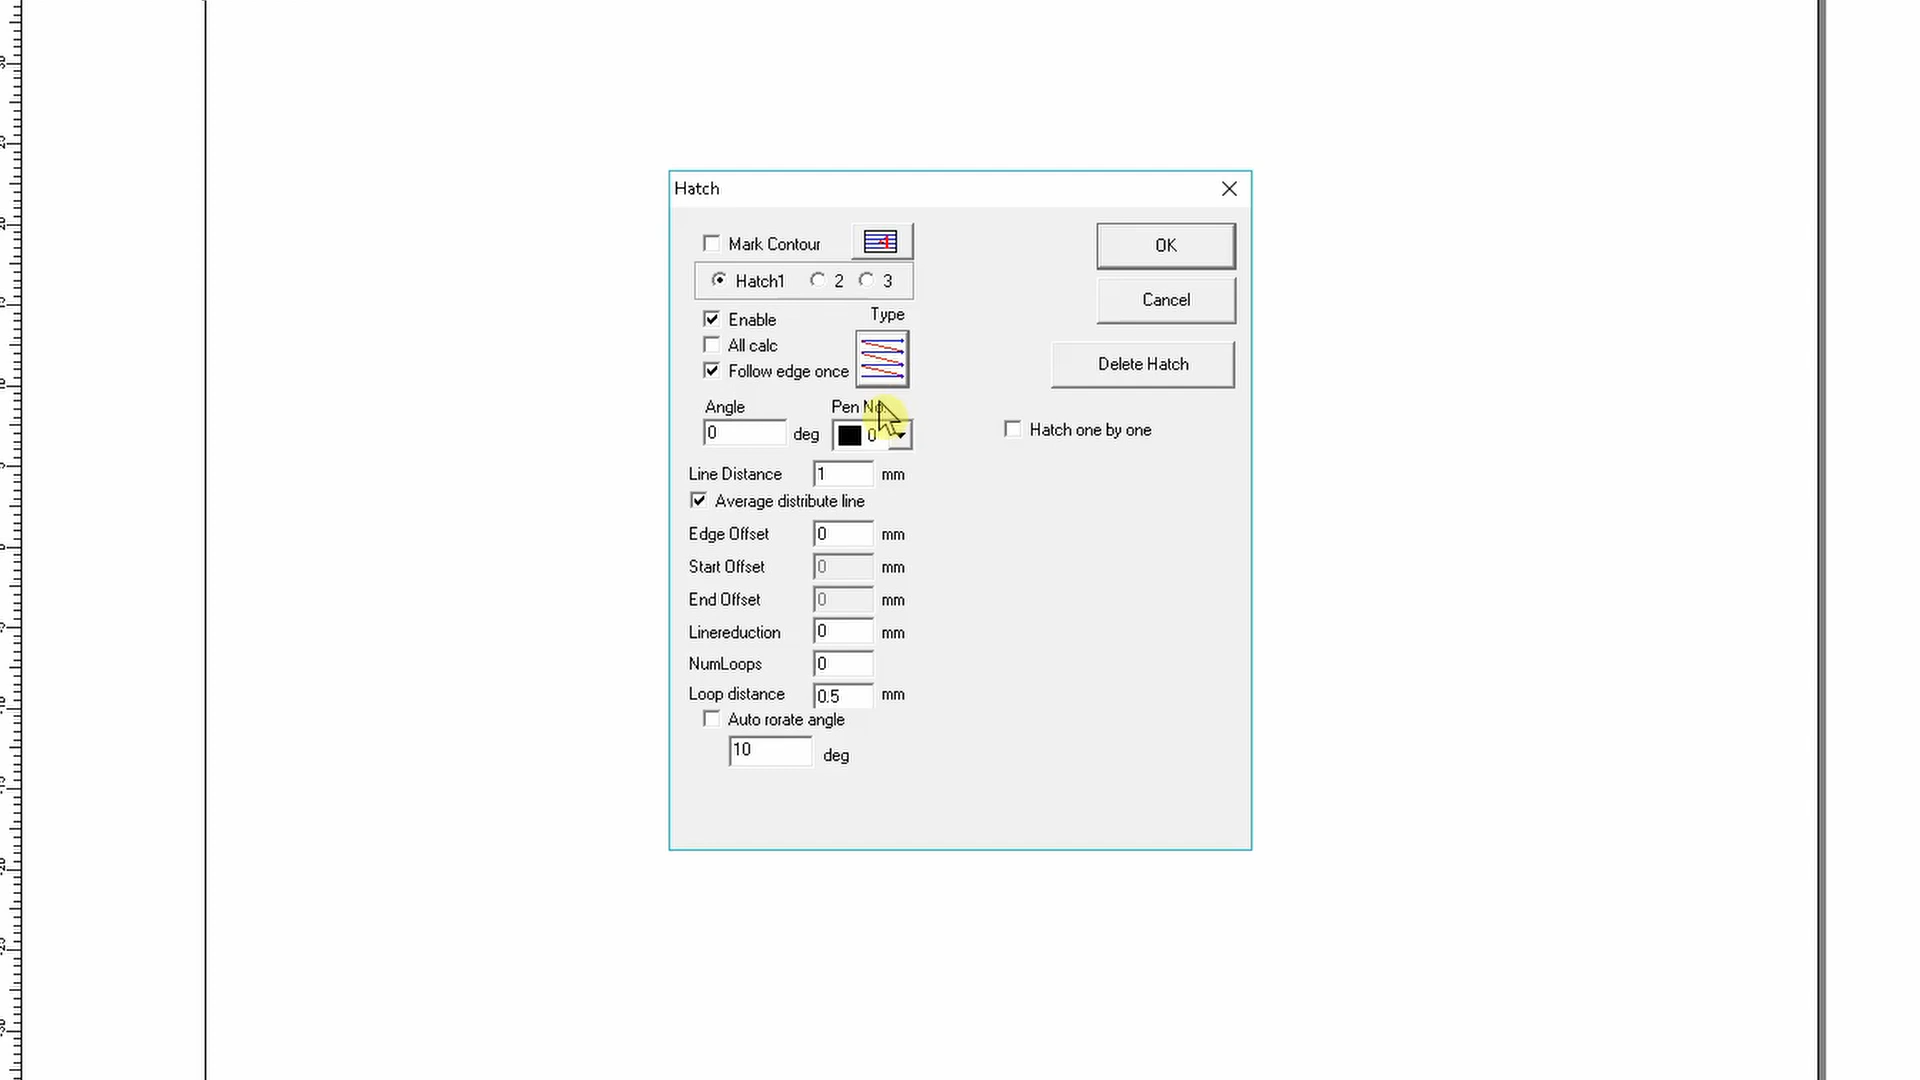 Hatch
Mark Contour
OK
Hatch1 2 3
Cancel
Enable
Type
All calc
Follow edge once
Delete Hatch
Angle
Pen No.
0 deg
0
Hatch one by one
Line Distance 1 mm
Average distribute line
Edge Offset 0 mm
Start Offset 0 mm
End Offset 0 mm
Linereduction 0 mm
NumLoops 0
Loop distance 0.5 mm
Auto rorate angle
10 deg